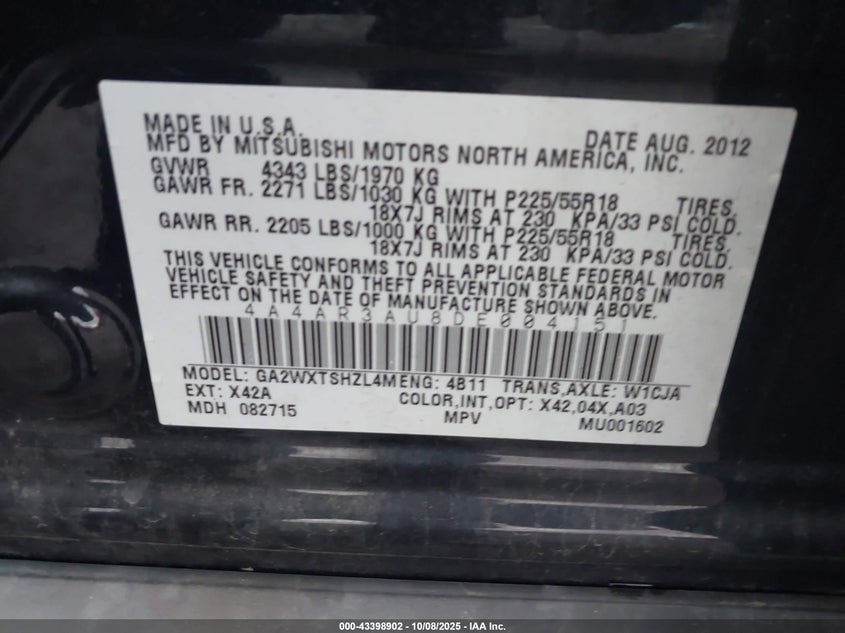 MADE IN U.S.A. DATE AUG. 2012
MFD BY MITSUBISHI MOTORS NORTH AMERICA, INC.
GVWR 4343 LBS/1970 KG
GAWR FR. 2271 LBS/1030 KG WITH P225/55R18 TIRES,
18X7J RIMS AT 230 KPA/33 PSI COLD.
GAWR RR. 2205 LBS/1000 KG WITH P225/55R18 TIRES,
18X7J RIMS AT 230 KPA/33 PSI COLD.
THIS VEHICLE CONFORMS TO ALL APPLICABLE FEDERAL MOTOR
VEHICLE SAFETY AND THEFT PREVENTION STANDARDS IN
EFFECT ON THE DATE OF MANUFACTURE SHOWN ABOVE.
4A4AR3AU8DE004151
MODEL: GA2WXTSHZL4M ENG: 4B11 TRANS,AXLE: W1CJA
EXT: X42A COLOR,INT,OPT: X42,04X,A03
MDH 082715 MPV MU001602
000-43398902 - 10/08/2025 - IAA Inc.